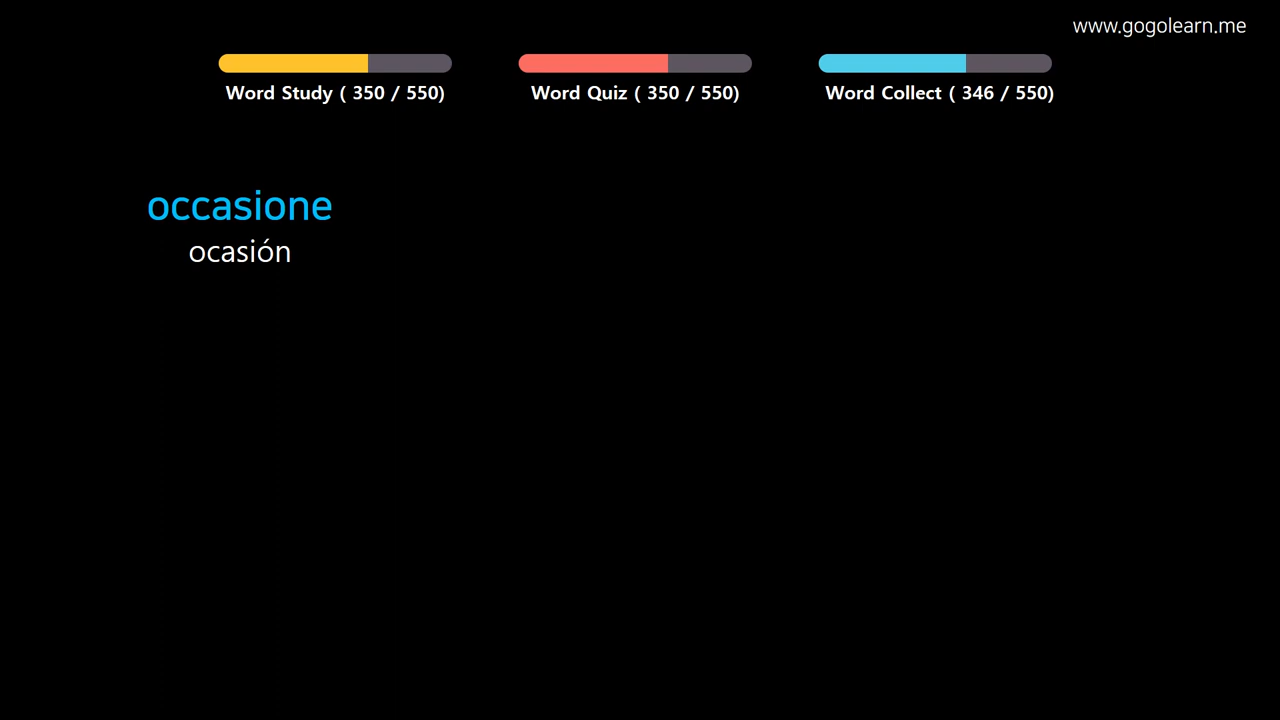 www.gogolearn.me
Word Study ( 350 / 550)
Word Quiz ( 350 / 550)
Word Collect ( 346 / 550)
occasione
ocasión